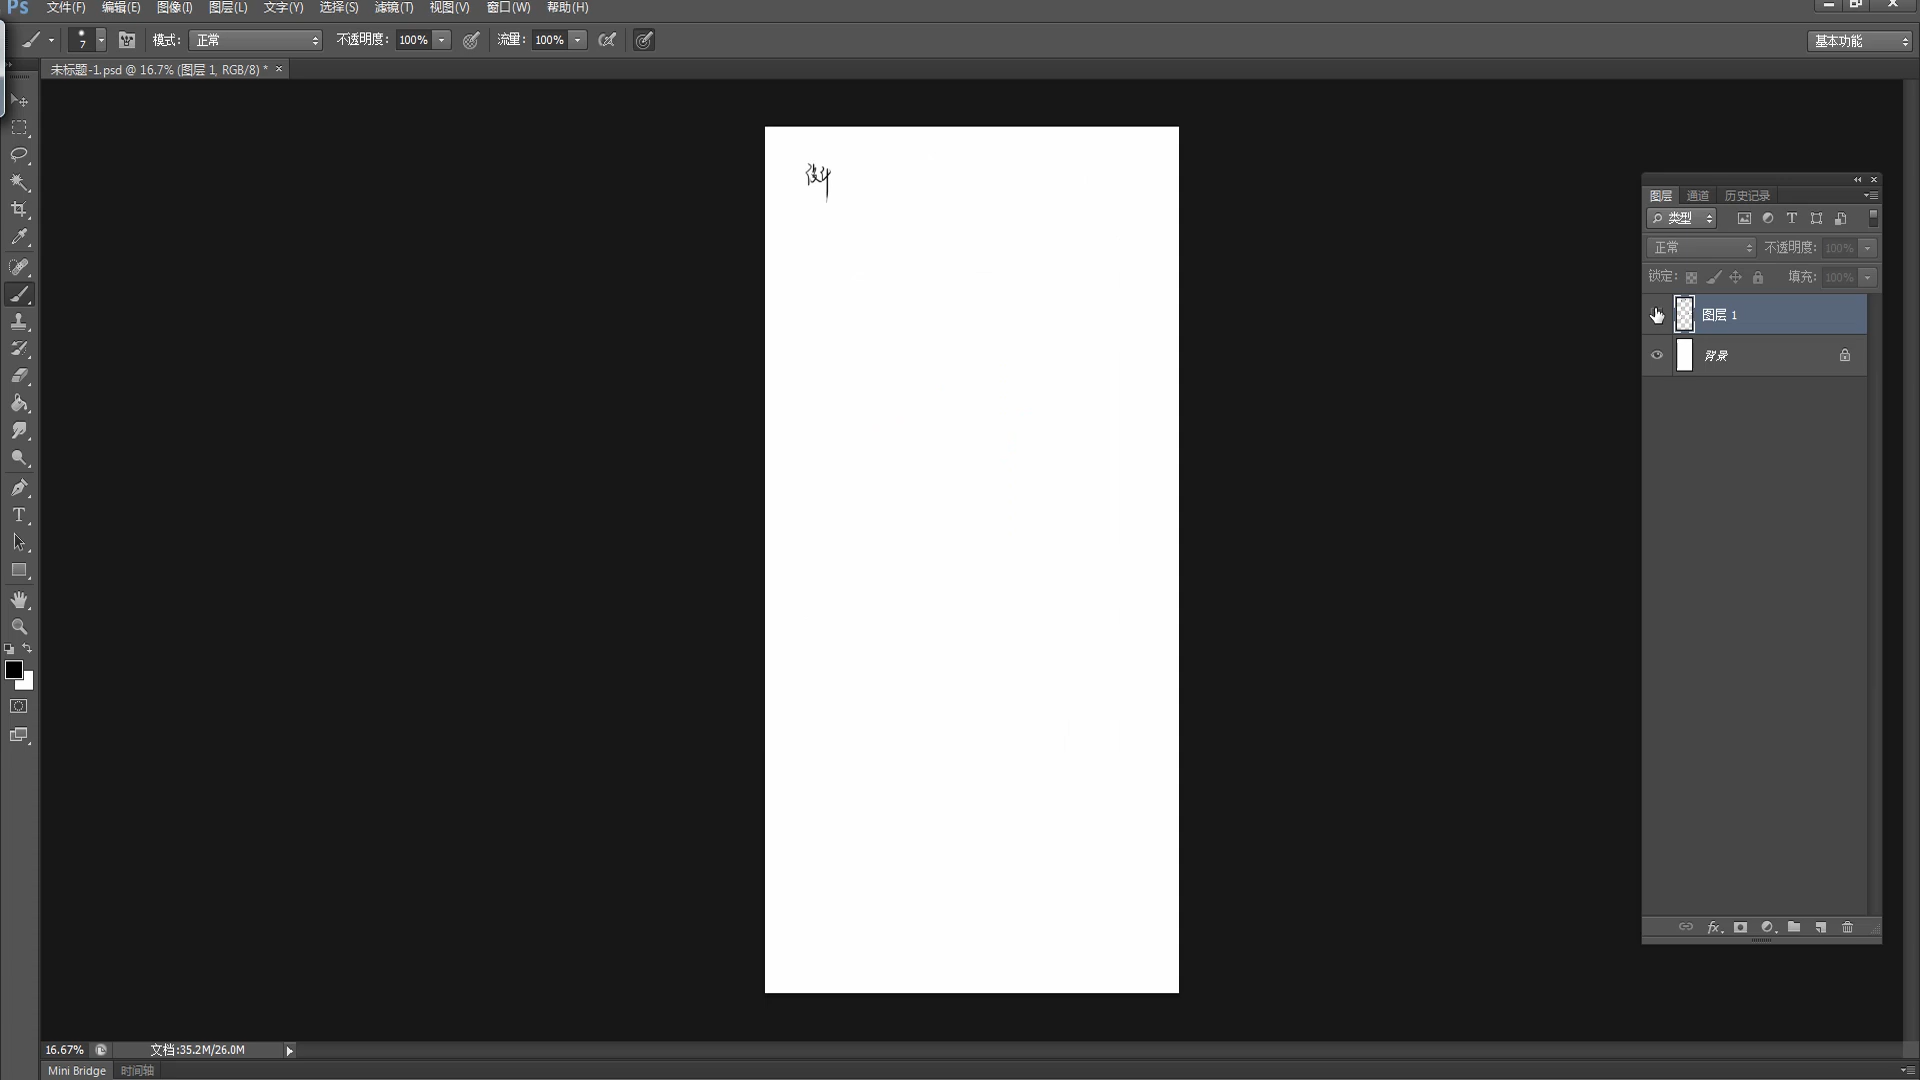 Ps 文件(F) 编辑(E) 图像(I) 图层(L) 文字(Y) 选择(S) 滤镜(T) 视图(V) 窗口(W) 帮助(H)
7 模式: 正常 不透明度: 100% 流量: 100% 基本功能
未标题-1.psd @ 16.7% (图层 1, RGB/8) * ×
设计
图层 通道 历史记录
类型
正常 不透明度: 100%
锁定: 填充: 100%
图层 1
背景
fx
16.67% 文档:35.2M/26.0M
Mini Bridge 时间轴